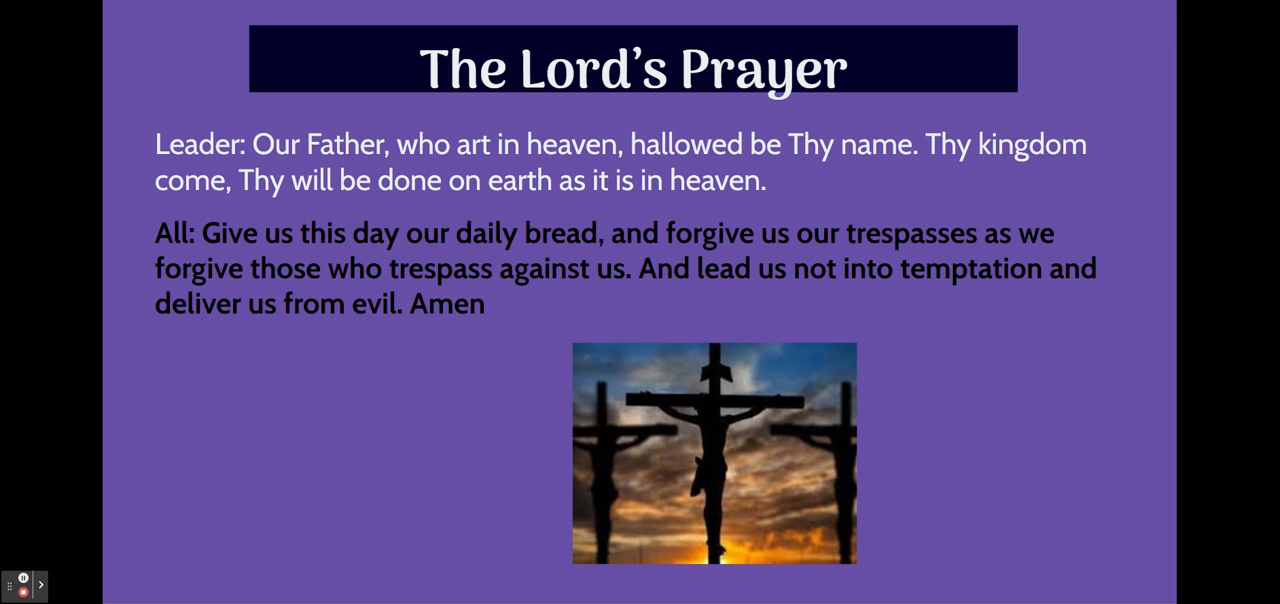 The Lord’s Prayer
Leader: Our Father, who art in heaven, hallowed be Thy name. Thy kingdom
come, Thy will be done on earth as it is in heaven.
All: Give us this day our daily bread, and forgive us our trespasses as we
forgive those who trespass against us. And lead us not into temptation and
deliver us from evil. Amen